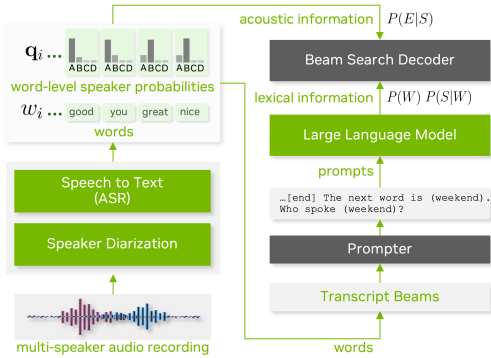 acoustic information P(E|S)
q_i ...
ABCD ABCD ABCD ABCD
word-level speaker probabilities
w_i ... good you great nice
words
Beam Search Decoder
lexical information P(W) P(S|W)
Large Language Model
prompts
...[end] The next word is (weekend).
Who spoke (weekend)?
Prompter
Transcript Beams
words
Speech to Text
(ASR)
Speaker Diarization
multi-speaker audio recording